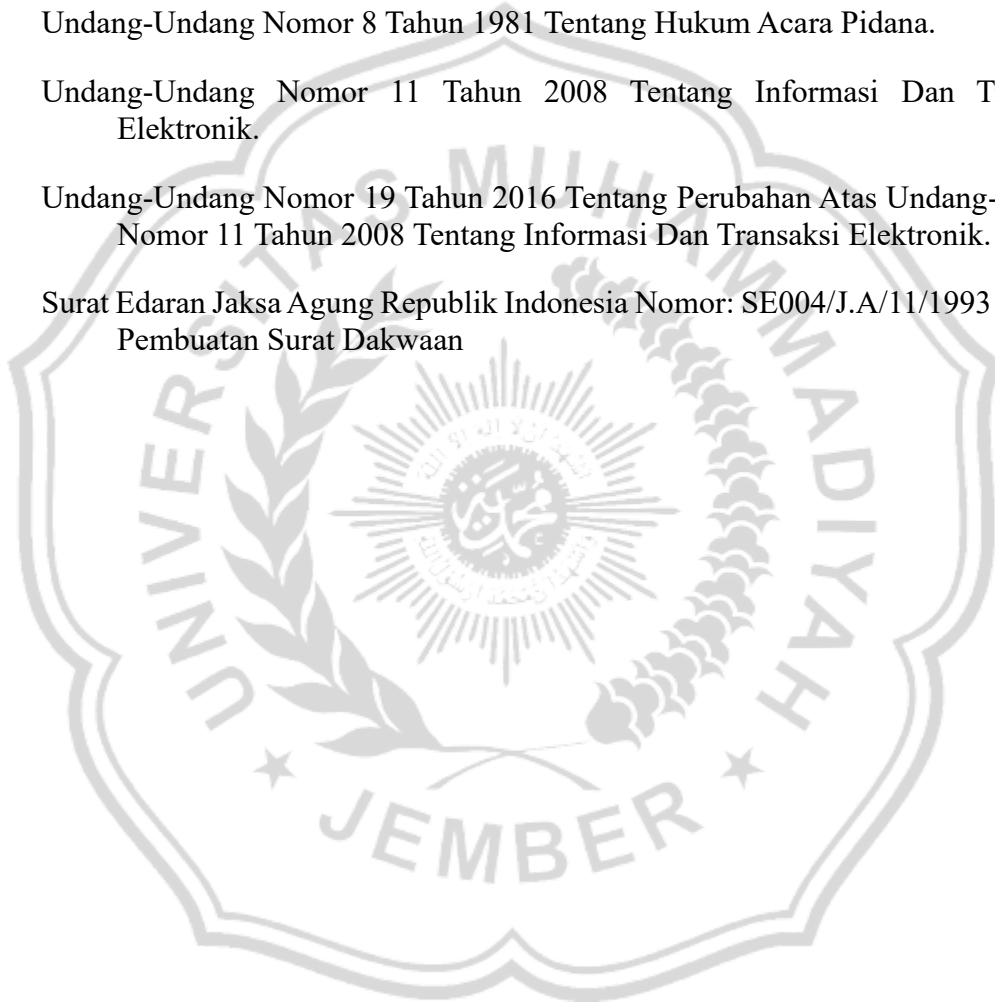 Undang-Undang Nomor 8 Tahun 1981 Tentang Hukum Acara Pidana.
Undang-Undang Nomor 11 Tahun 2008 Tentang Informasi Dan T
Elektronik.
Undang-Undang Nomor 19 Tahun 2016 Tentang Perubahan Atas Undang-
Nomor 11 Tahun 2008 Tentang Informasi Dan Transaksi Elektronik.
Surat Edaran Jaksa Agung Republik Indonesia Nomor: SE004/J.A/11/1993
Pembuatan Surat Dakwaan
UNIVERSITAS MUHAMMADIYAH
JEMBER